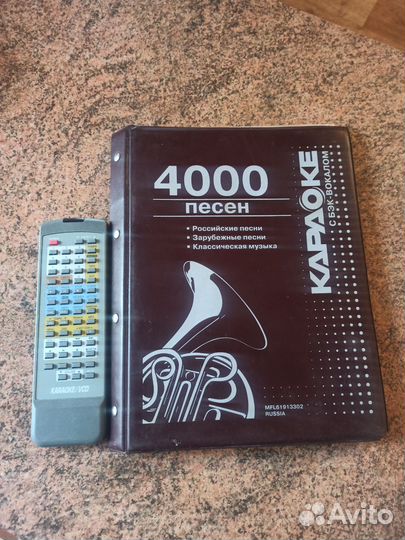 4000
песен
• Российские песни
• Зарубежные песни
• Классическая музыка
КАРАОКЕ
С БЭК-ВОКАЛОМ
MFL61913302
RUSSIA
KARAOKE/VCD
Avito